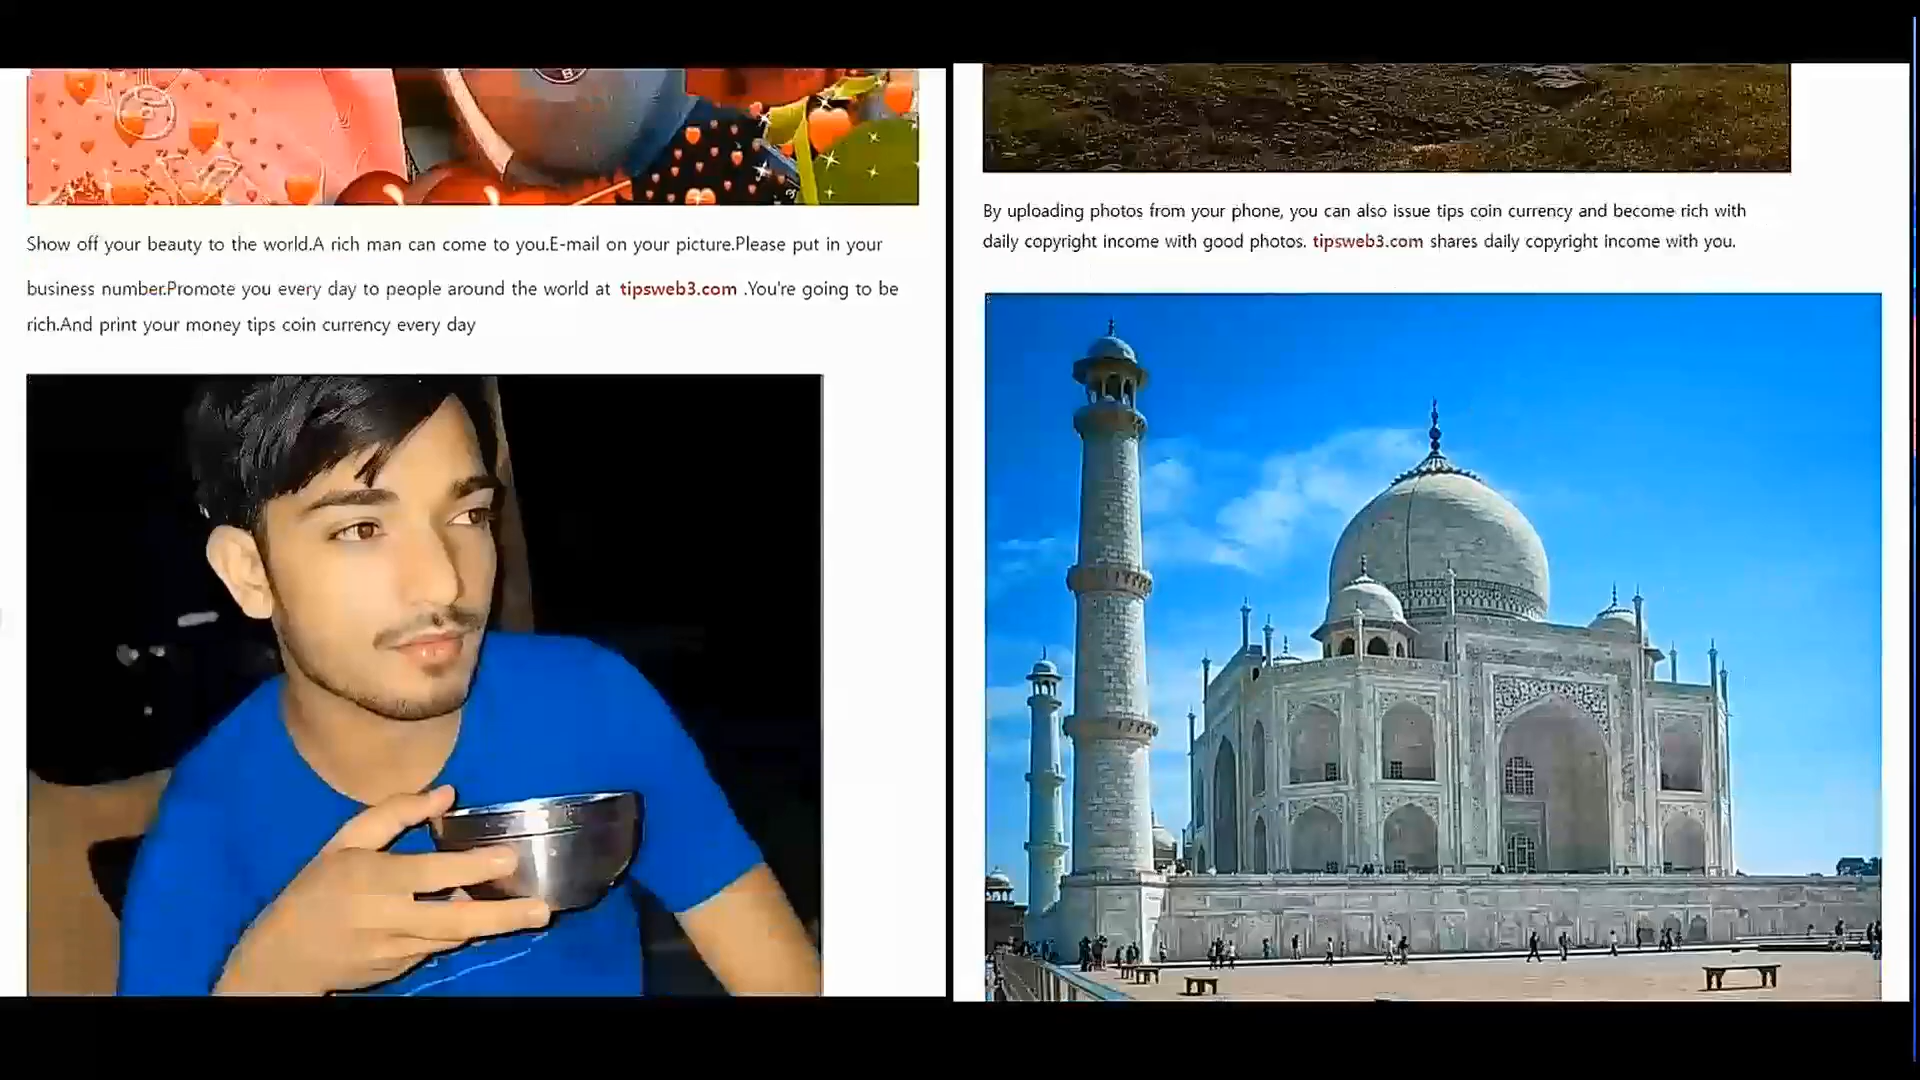 Show off your beauty to the world.A rich man can come to you.E-mail on your picture.Please put in your
business number.Promote you every day to people around the world at tipsweb3.com .You're going to be
rich.And print your money tips coin currency every day
By uploading photos from your phone, you can also issue tips coin currency and become rich with
daily copyright income with good photos. tipsweb3.com shares daily copyright income with you.